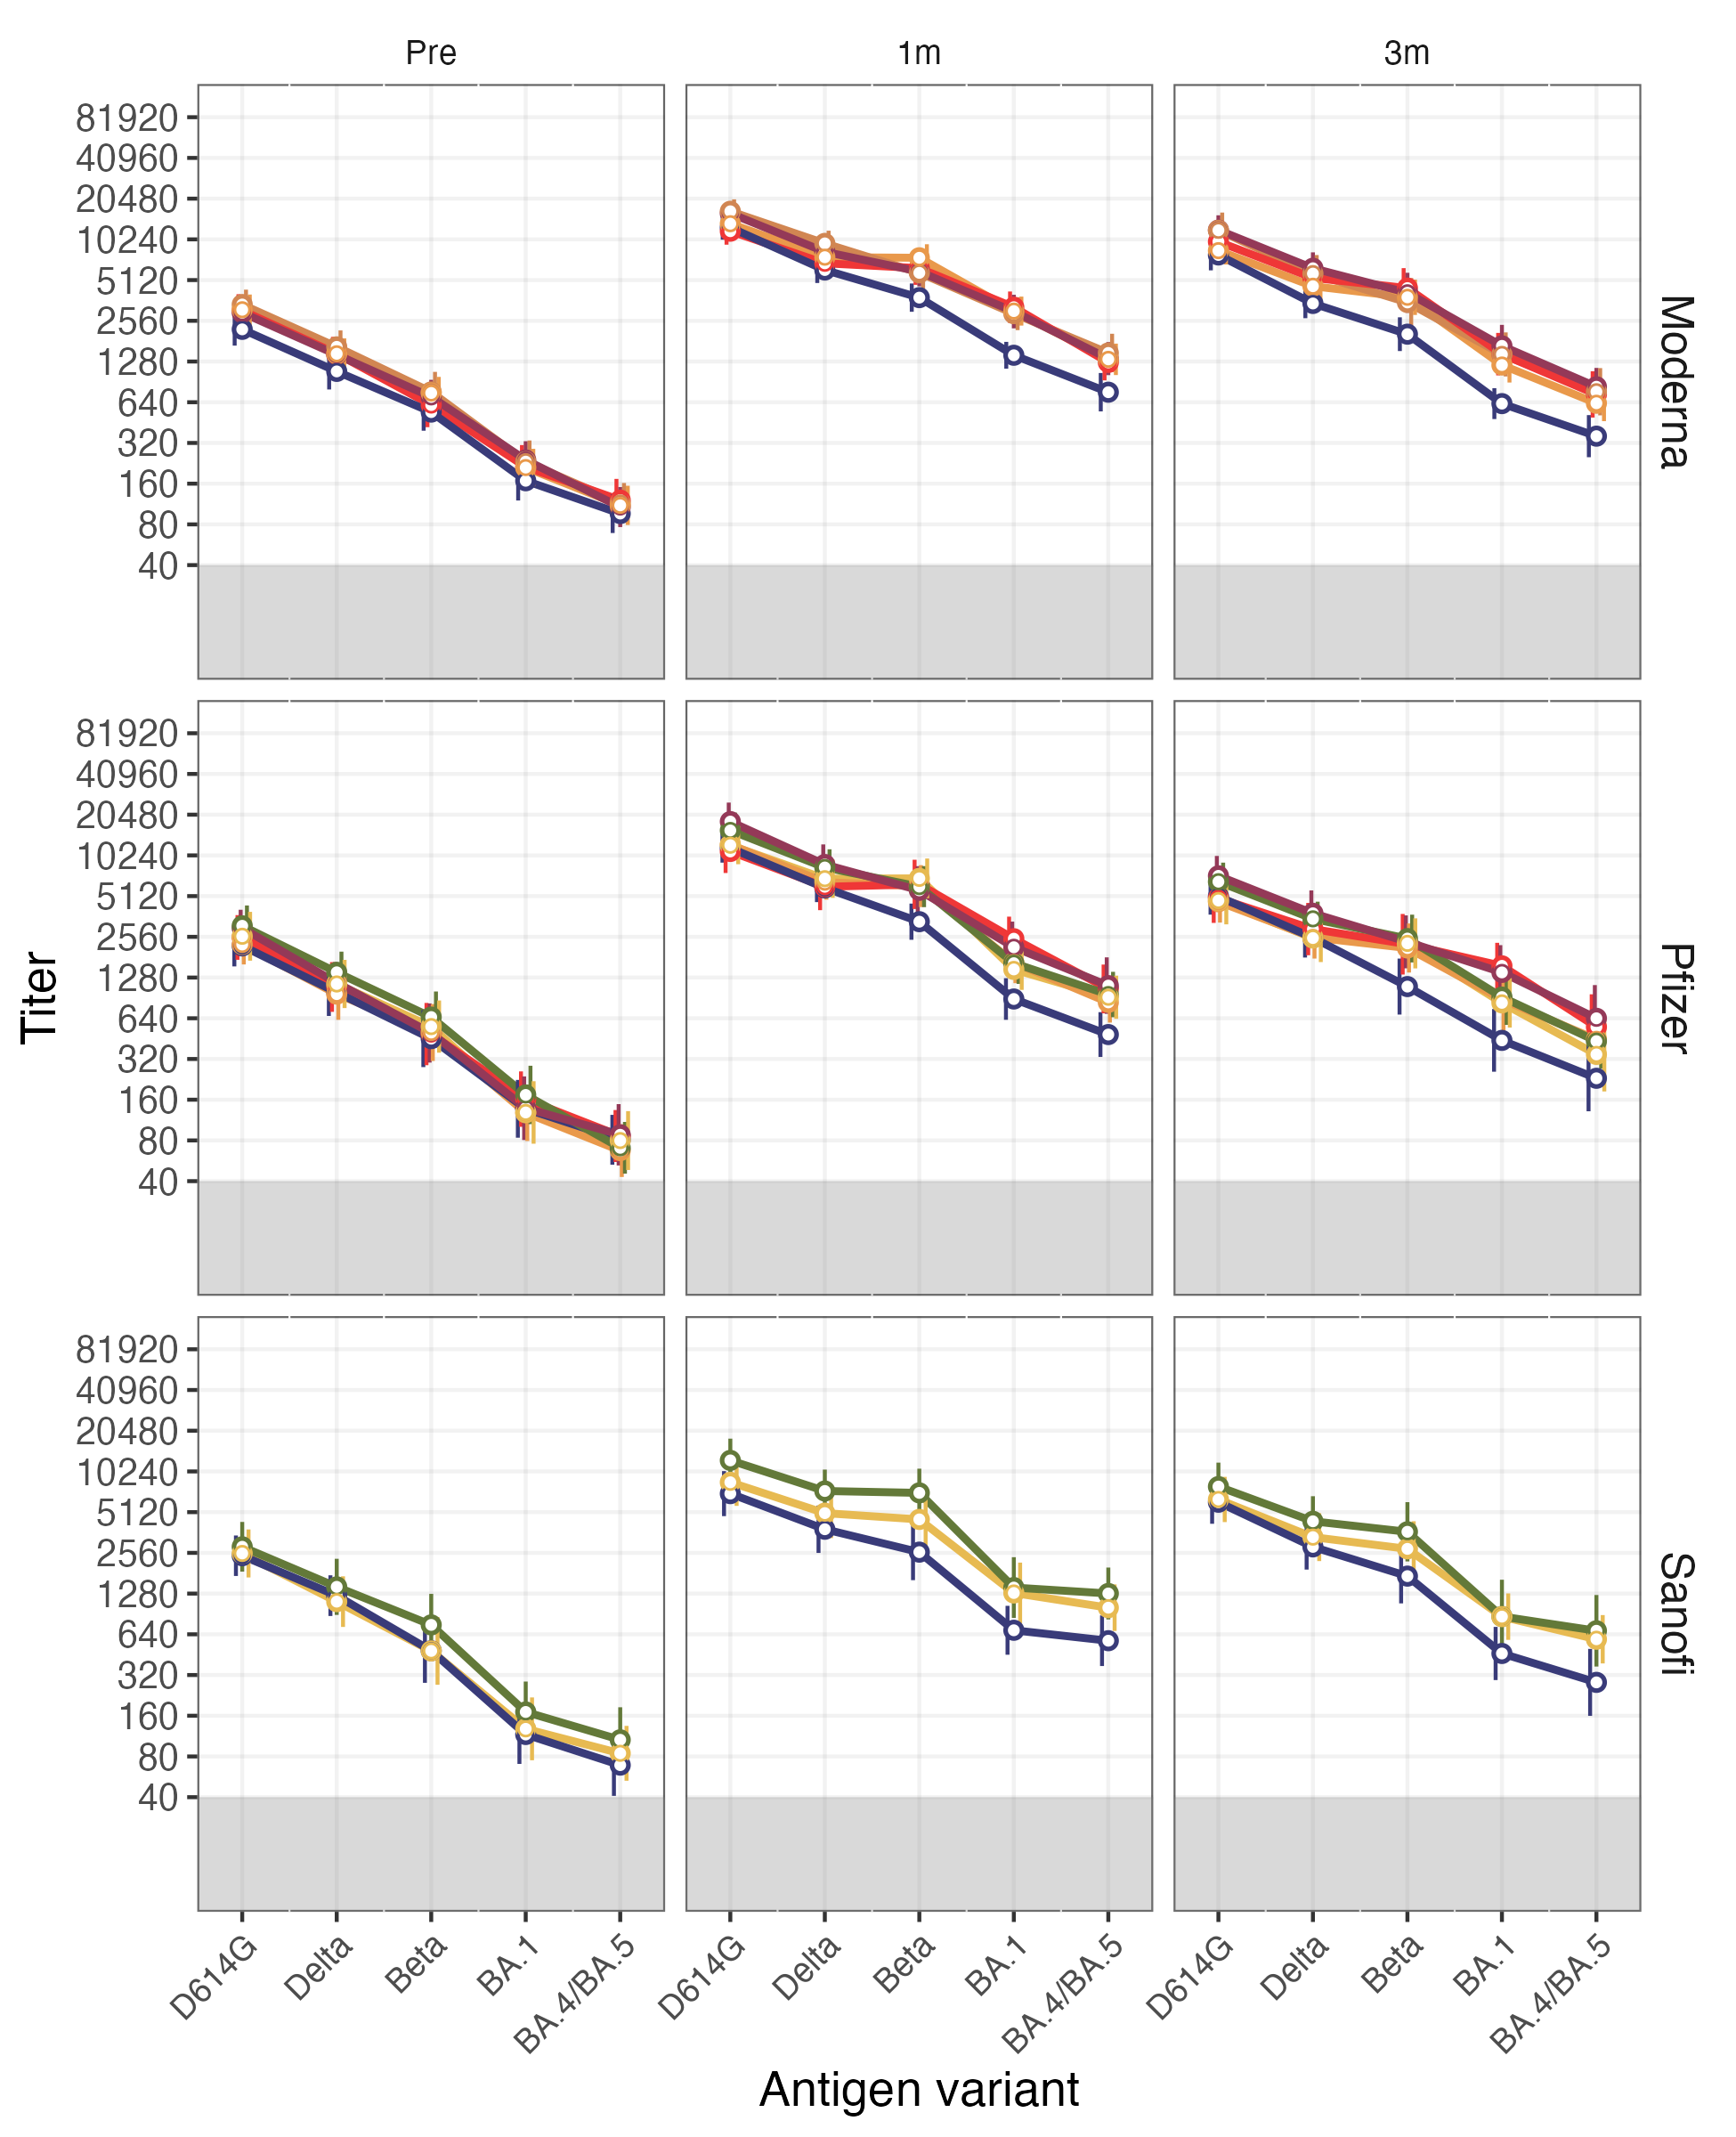 Pre
1m
3m
81920
40960
20480
10240
5120
2560
1280
640
320
160
80
40
Moderna
81920
40960
20480
10240
5120
2560
1280
640
320
160
80
40
Pfizer
81920
40960
20480
10240
5120
2560
1280
640
320
160
80
40
Sanofi
Titer
D614G
Delta
Beta
BA.1
BA.4/BA.5
D614G
Delta
Beta
BA.1
BA.4/BA.5
D614G
Delta
Beta
BA.1
BA.4/BA.5
Antigen variant